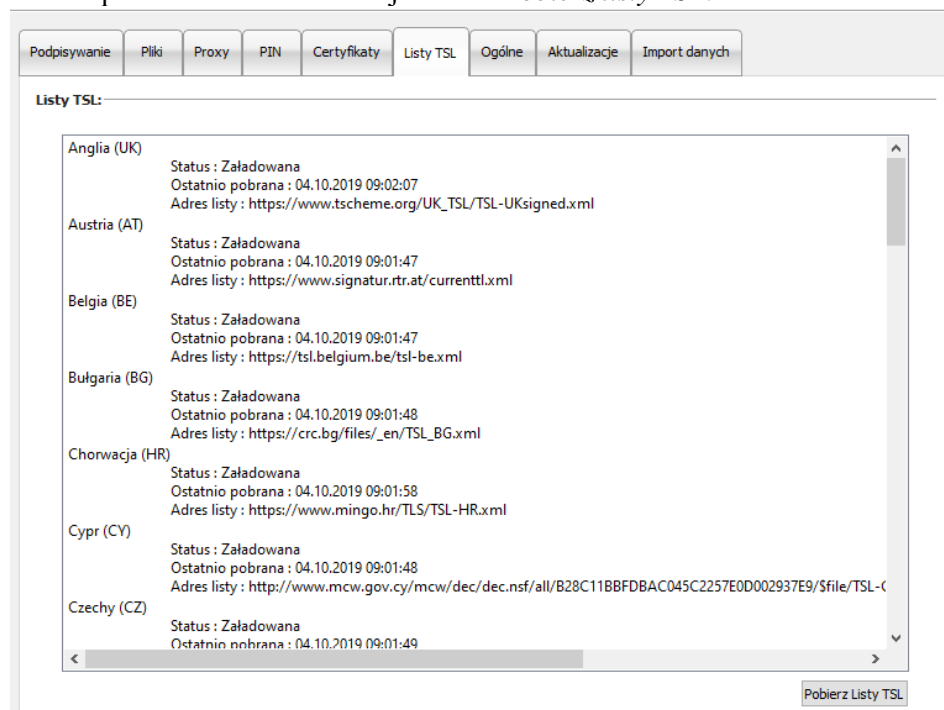 Podpisywanie Pliki Proxy PIN Certyfikaty Listy TSL Ogólne Aktualizacje Import danych
Listy TSL:
Anglia (UK)
Status : Załadowana
Ostatnio pobrana : 04.10.2019 09:02:07
Adres listy : https://www.tscheme.org/UK_TSL/TSL-UKsigned.xml
Austria (AT)
Status : Załadowana
Ostatnio pobrana : 04.10.2019 09:01:47
Adres listy : https://www.signatur.rtr.at/currenttl.xml
Belgia (BE)
Status : Załadowana
Ostatnio pobrana : 04.10.2019 09:01:47
Adres listy : https://tsl.belgium.be/tsl-be.xml
Bułgaria (BG)
Status : Załadowana
Ostatnio pobrana : 04.10.2019 09:01:48
Adres listy : https://crc.bg/files/_en/TSL_BG.xml
Chorwacja (HR)
Status : Załadowana
Ostatnio pobrana : 04.10.2019 09:01:58
Adres listy : https://www.mingo.hr/TLS/TSL-HR.xml
Cypr (CY)
Status : Załadowana
Ostatnio pobrana : 04.10.2019 09:01:48
Adres listy : http://www.mcw.gov.cy/mcw/dec/dec.nsf/all/B28C11BBFDBAC045C2257E0D002937E9/$file/TSL-
Czechy (CZ)
Status : Załadowana
Ostatnio pobrana : 04.10.2019 09:01:49
Pobierz Listy TSL